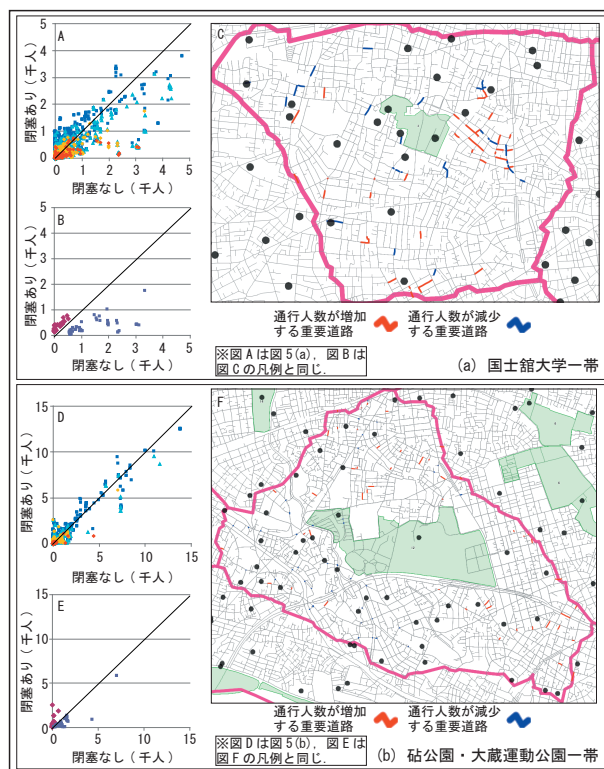 A
閉塞あり（千人）
5
4
3
2
1
0
0 1 2 3 4 5
閉塞なし（千人）
B
閉塞あり（千人）
5
4
3
2
1
0
0 1 2 3 4 5
閉塞なし（千人）
C
通行人数が増加
する重要道路
通行人数が減少
する重要道路
※図Aは図5(a)，図Bは
図Cの凡例と同じ．
(a) 国士舘大学一帯
D
閉塞あり（千人）
15
10
5
0
0 5 10 15
閉塞なし（千人）
E
閉塞あり（千人）
15
10
5
0
0 5 10 15
閉塞なし（千人）
F
通行人数が増加
する重要道路
通行人数が減少
する重要道路
※図Dは図5(b)，図Eは
図Fの凡例と同じ．
(b) 砧公園・大蔵運動公園一帯